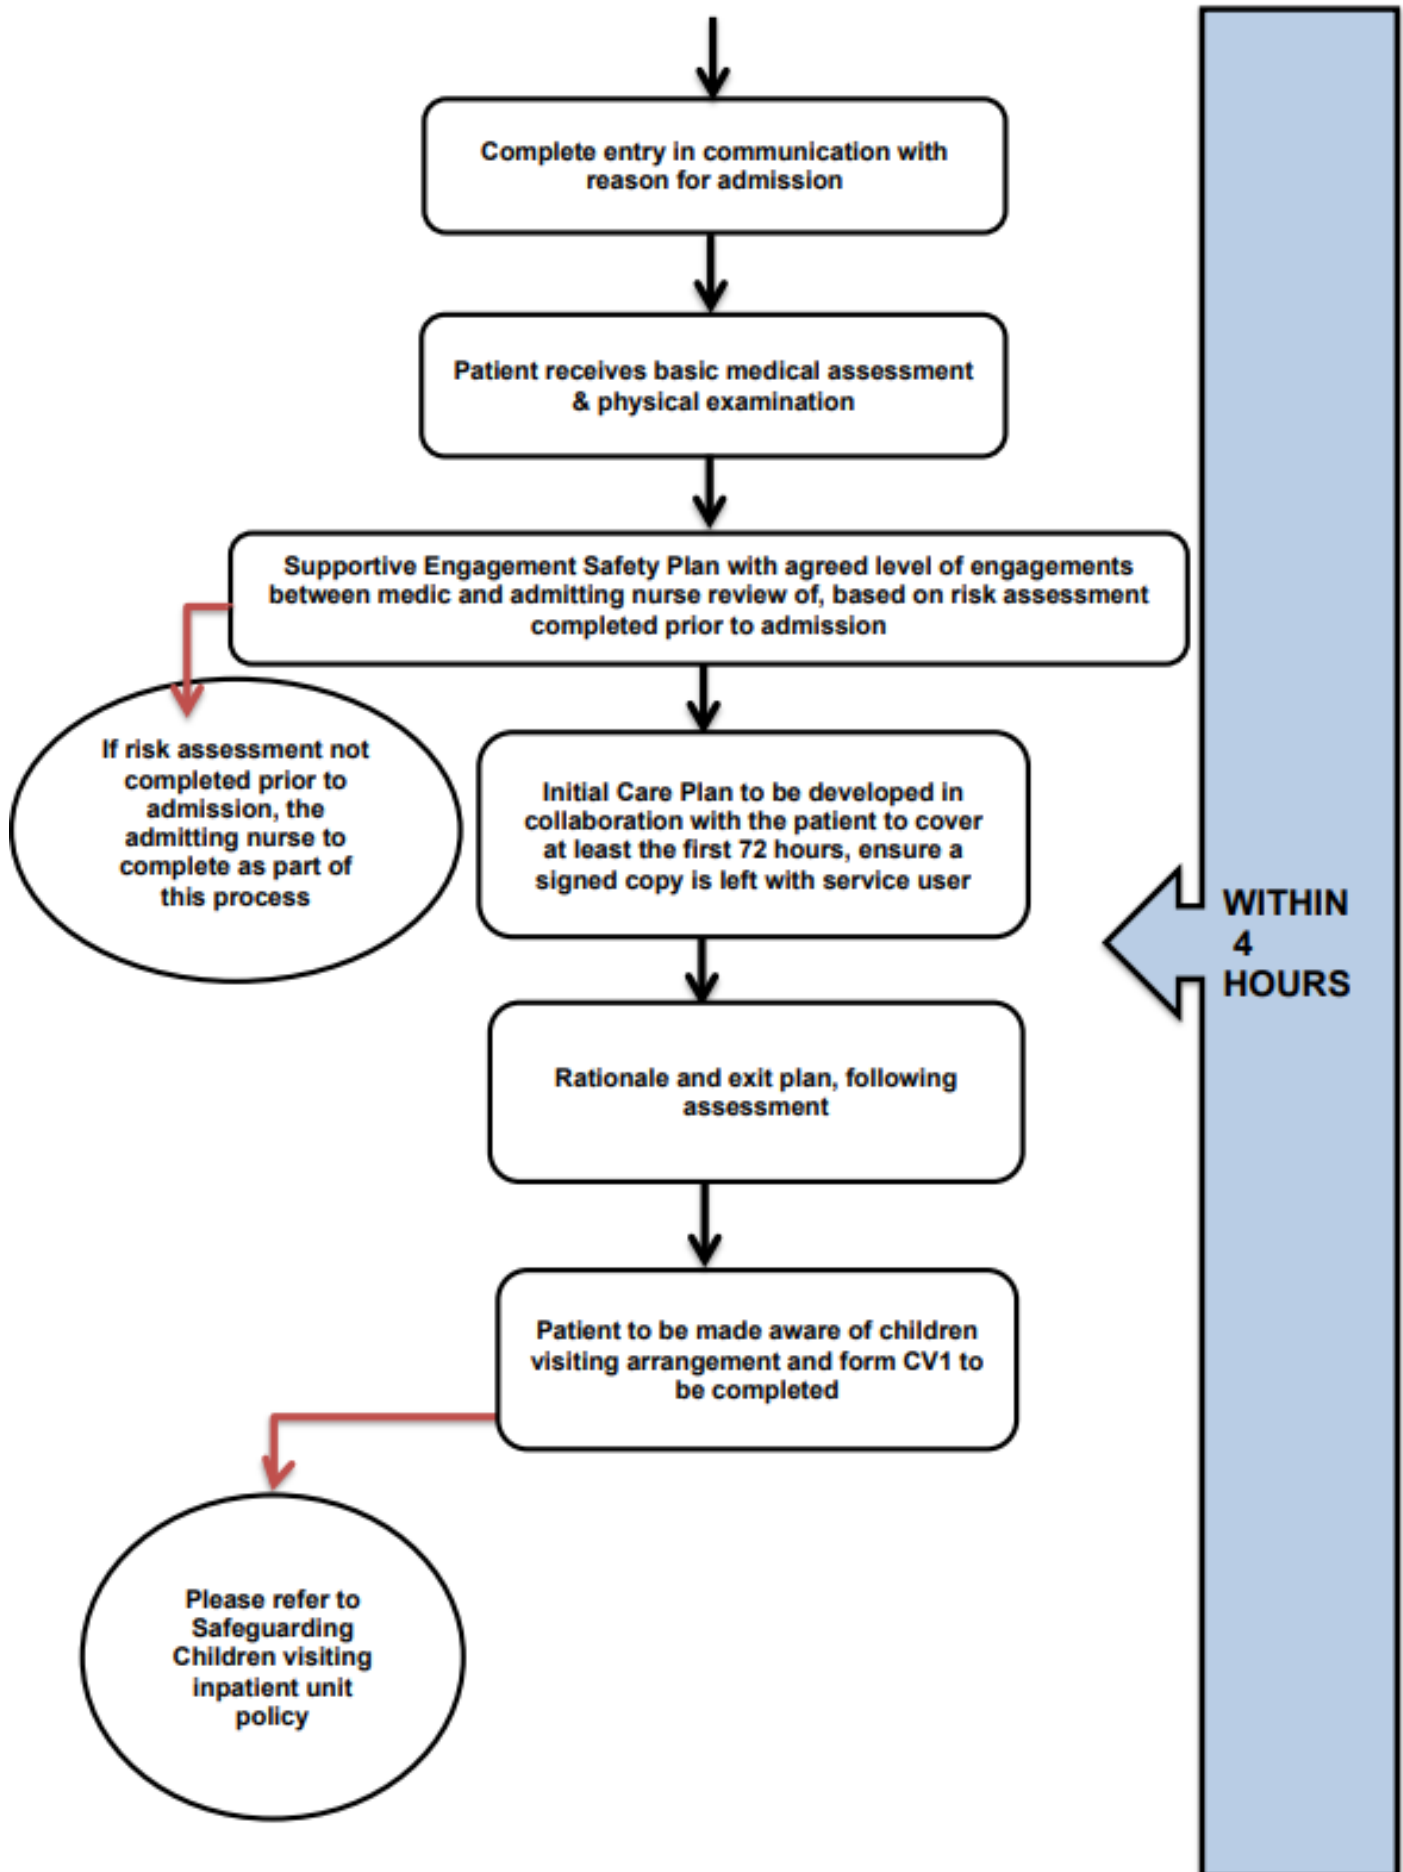 Complete entry in communication with
reason for admission
Patient receives basic medical assessment
& physical examination
Supportive Engagement Safety Plan with agreed level of engagements
between medic and admitting nurse review of, based on risk assessment
completed prior to admission
If risk assessment not
completed prior to
admission, the
admitting nurse to
complete as part of
this process
Initial Care Plan to be developed in
collaboration with the patient to cover
at least the first 72 hours, ensure a
signed copy is left with service user
WITHIN
4
HOURS
Rationale and exit plan, following
assessment
Patient to be made aware of children
visiting arrangement and form CV1 to
be completed
Please refer to
Safeguarding
Children visiting
inpatient unit
policy